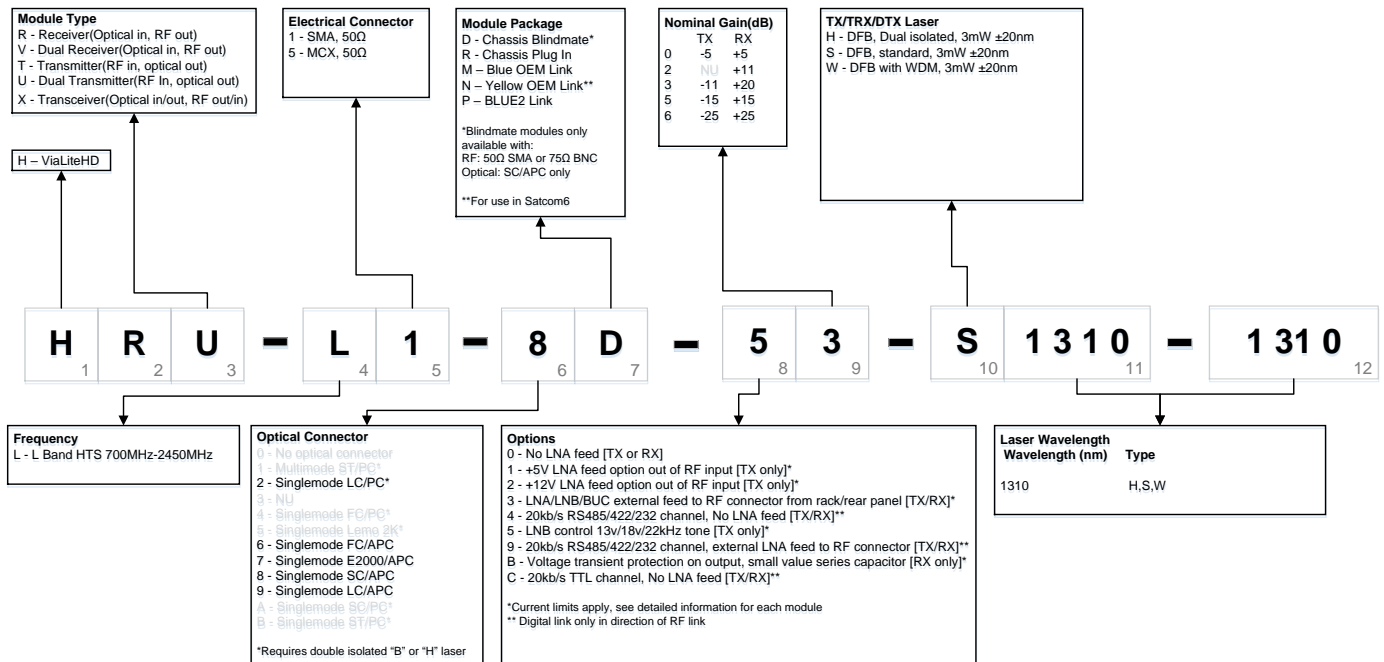 Module Type
R - Receiver(Optical in, RF out)
V - Dual Receiver(Optical in, RF out)
T - Transmitter(RF in, optical out)
U - Dual Transmitter(RF In, optical out)
X - Transceiver(Optical in/out, RF out/in)
H – ViaLiteHD
Electrical Connector
1 - SMA, 50Ω
5 - MCX, 50Ω
Module Package
D - Chassis Blindmate*
R - Chassis Plug In
M – Blue OEM Link
N – Yellow OEM Link**
P – BLUE2 Link
*Blindmate modules only
available with:
RF: 50Ω SMA or 75Ω BNC
Optical: SC/APC only
**For use in Satcom6
Nominal Gain(dB)
TX RX
0 -5 +5
2 NU +11
3 -11 +20
5 -15 +15
6 -25 +25
TX/TRX/DTX Laser
H - DFB, Dual isolated, 3mW ±20nm
S - DFB, standard, 3mW ±20nm
W - DFB with WDM, 3mW ±20nm
H R U - L 1 - 8 D - 5 3 - S 1310 - 1310
1 2 3 4 5 6 7 8 9 10 11 12
Frequency
L - L Band HTS 700MHz-2450MHz
Optical Connector
0 - No optical connector
1 - Multimode ST/PC*
2 - Singlemode LC/PC*
3 - NU
4 - Singlemode FC/PC*
5 - Singlemode Lemo 2K*
6 - Singlemode FC/APC
7 - Singlemode E2000/APC
8 - Singlemode SC/APC
9 - Singlemode LC/APC
A - Singlemode SC/PC*
B - Singlemode ST/PC*
*Requires double isolated “B” or “H” laser
Options
0 - No LNA feed [TX or RX]
1 - +5V LNA feed option out of RF input [TX only]*
2 - +12V LNA feed option out of RF input [TX only]*
3 - LNA/LNB/BUC external feed to RF connector from rack/rear panel [TX/RX]*
4 - 20kb/s RS485/422/232 channel, No LNA feed [TX/RX]**
5 - LNB control 13v/18v/22kHz tone [TX only]*
9 - 20kb/s RS485/422/232 channel, external LNA feed to RF connector [TX/RX]**
B - Voltage transient protection on output, small value series capacitor [RX only]*
C - 20kb/s TTL channel, No LNA feed [TX/RX]**
*Current limits apply, see detailed information for each module
** Digital link only in direction of RF link
Laser Wavelength
Wavelength (nm) Type
1310 H,S,W